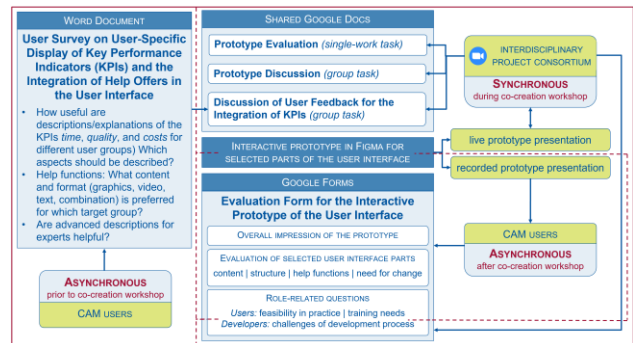 WORD DOCUMENT
User Survey on User-Specific
Display of Key Performance
Indicators (KPIs) and the
Integration of Help Offers in
the User Interface
• How useful are
descriptions/explanations of the
KPIs time, quality, and costs for
different user groups) Which
aspects should be described?
• Help functions: What content
and format (graphics, video,
text, combination) is preferred
for which target group?
• Are advanced descriptions for
experts helpful?
ASYNCHRONOUS
prior to co-creation workshop
CAM USERS
SHARED GOOGLE DOCS
Prototype Evaluation (single-work task)
Prototype Discussion (group task)
Discussion of User Feedback for the
Integration of KPIs (group task)
INTERACTIVE PROTOTYPE IN FIGMA FOR
SELECTED PARTS OF THE USER INTERFACE
GOOGLE FORMS
Evaluation Form for the Interactive
Prototype of the User Interface
OVERALL IMPRESSION OF THE PROTOTYPE
EVALUATION OF SELECTED USER INTERFACE PARTS
content | structure | help functions | need for change
ROLE-RELATED QUESTIONS
Users: feasibility in practice | training needs
Developers: challenges of development process
INTERDISCIPLINARY
PROJECT CONSORTIUM
SYNCHRONOUS
during co-creation workshop
live prototype presentation
recorded prototype presentation
CAM USERS
ASYNCHRONOUS
after co-creation workshop